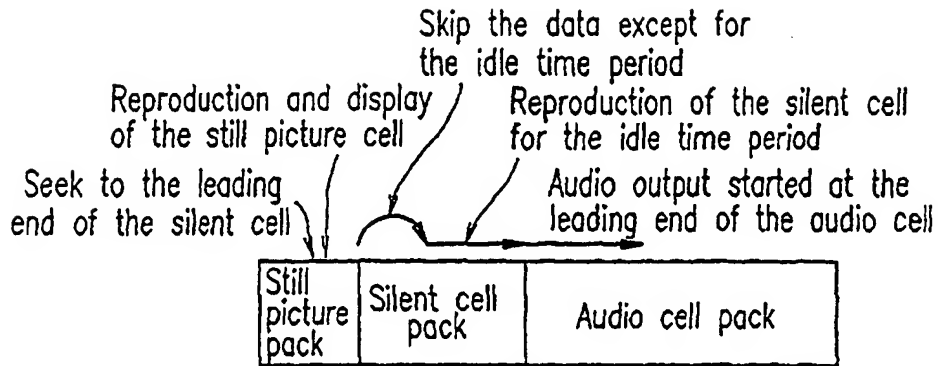 Skip the data except for
the idle time period
Reproduction and display
of the still picture cell
Reproduction of the silent cell
for the idle time period
Seek to the leading
end of the silent cell
Audio output started at the
leading end of the audio cell
Still
picture
pack
Silent cell
pack
Audio cell pack